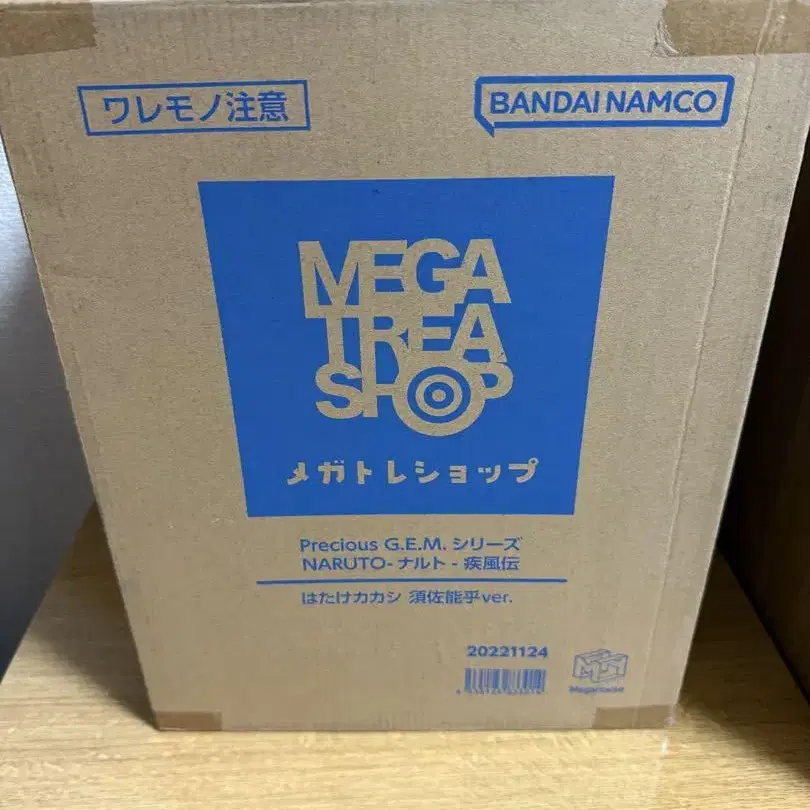 ワレモノ注意
BANDAI NAMCO
MEGA
TREA
SHOP
メガトレショップ
Precious G.E.M. シリーズ
NARUTO-ナルト- 疾風伝
はたけカカシ 須佐能乎ver.
20221124
MegaHouse